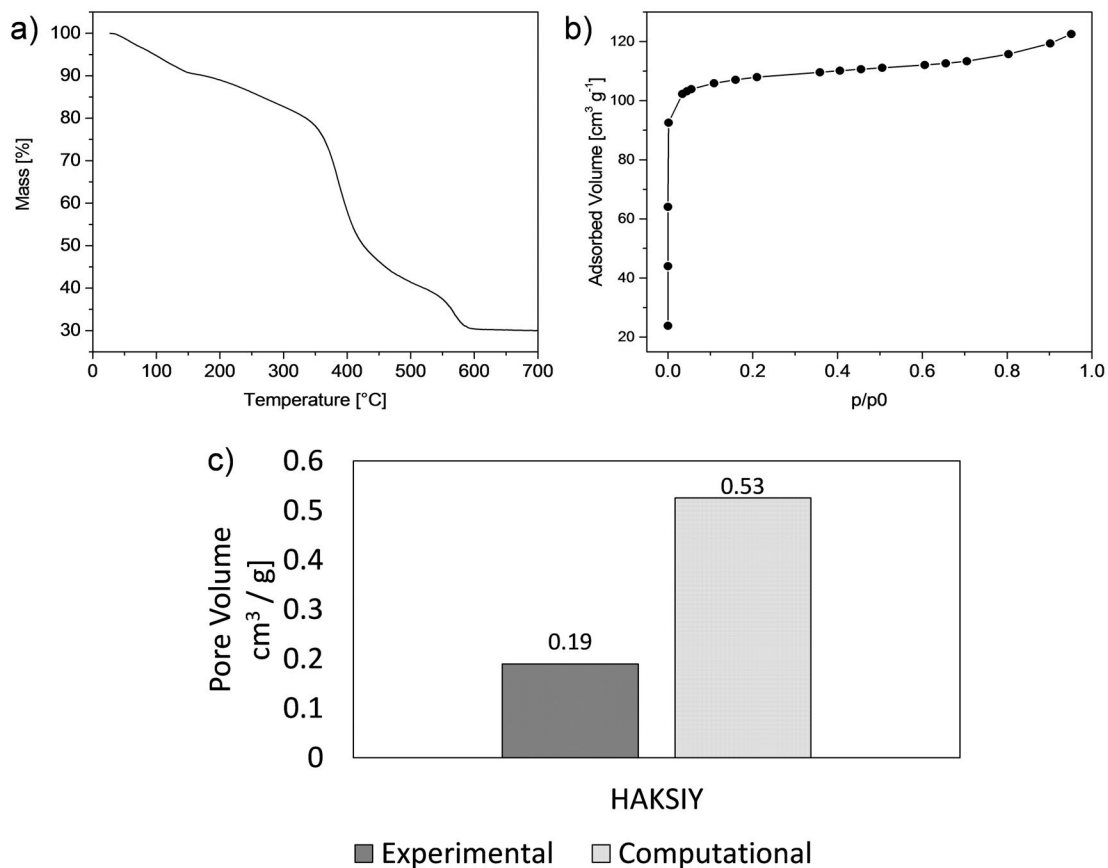 a)
100
90
80
70
60
50
40
30
Mass [%]
0 100 200 300 400 500 600 700
Temperature [°C]
b)
120
100
80
60
40
20
Adsorbed Volume [cm³ g⁻¹]
0.0 0.2 0.4 0.6 0.8 1.0
p/p0
c)
0.6
0.5
0.4
0.3
0.2
0.1
0
Pore Volume
cm³ / g]
0.19
0.53
HAKSIY
Experimental Computational